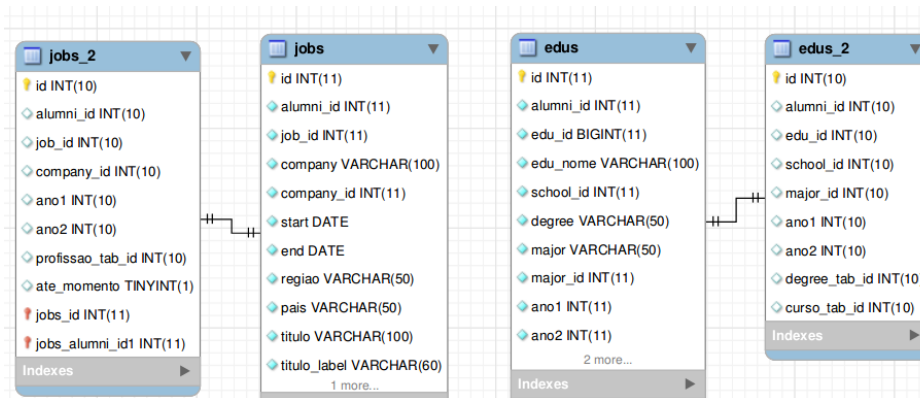 jobs_2
id INT(10)
alumni_id INT(10)
job_id INT(10)
company_id INT(10)
ano1 INT(10)
ano2 INT(10)
profissao_tab_id INT(10)
ate_momento TINYINT(1)
jobs_id INT(11)
jobs_alumni_id1 INT(11)
Indexes
jobs
id INT(11)
alumni_id INT(11)
job_id INT(11)
company VARCHAR(100)
company_id INT(11)
start DATE
end DATE
regiao VARCHAR(50)
pais VARCHAR(50)
titulo VARCHAR(100)
titulo_label VARCHAR(60)
1 more...
edus
id INT(11)
alumni_id INT(11)
edu_id BIGINT(11)
edu_nome VARCHAR(100)
school_id INT(11)
degree VARCHAR(50)
major VARCHAR(50)
major_id INT(11)
ano1 INT(11)
ano2 INT(11)
2 more...
Indexes
edus_2
id INT(10)
alumni_id INT(10)
edu_id INT(10)
school_id INT(10)
major_id INT(10)
ano1 INT(10)
ano2 INT(10)
degree_tab_id INT(10
curso_tab_id INT(10)
Indexes